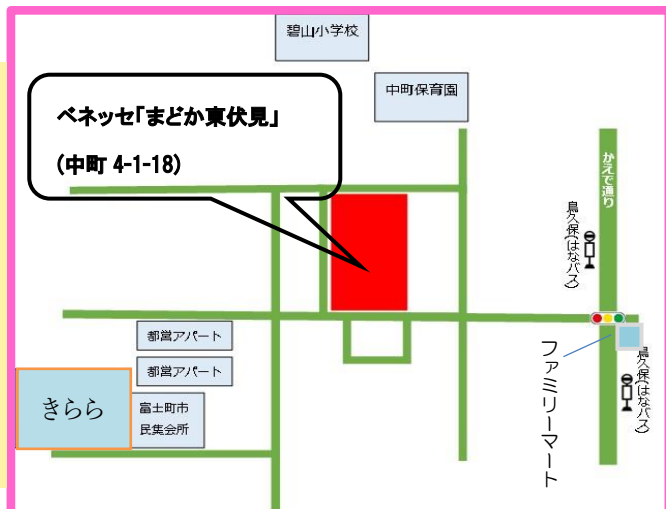 碧山小学校
中町保育園
ベネッセ「まどか東伏見」
(中町 4-1-18)
かえで通り
鳥久保(はなバス)
都営アパート
都営アパート
きらら
富士町市
民集会所
ファミリーマート
鳥久保(はなバス)